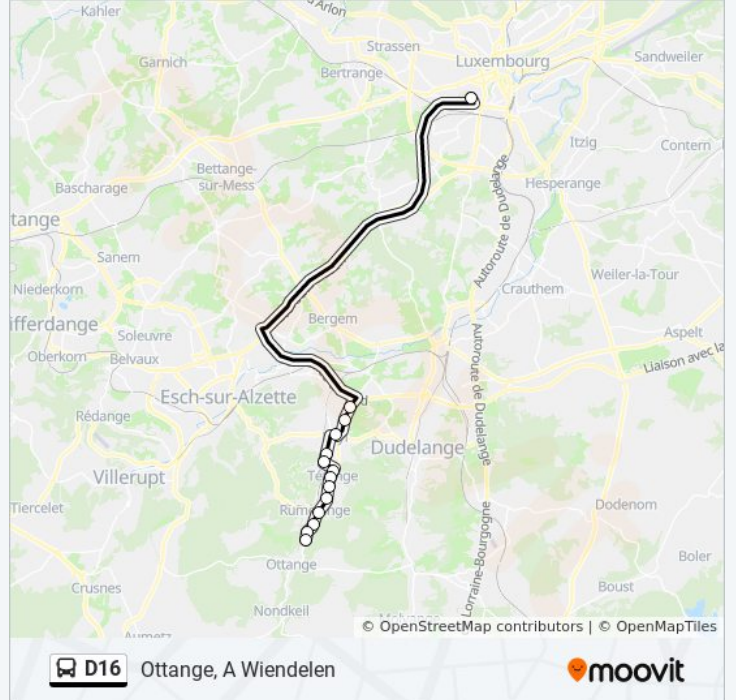 Kahler
d'Arlon
Strassen
Luxembourg
Garnich
Bertrange
Sandweiler
Itzig
Contern
Bettange-
sur-Mess
Hesperange
Bascharage
tange
Autoroute de Dudelange
Sanem
Weiler-la-Tour
Niederkorn
Crauthem
ifferdange
Bergem
Soleuvre
Aspelt
Oberkorn
Belvaux
Liaison avec la
Esch-sur-Alzette
Rédange
Autoroute de Dudelange
Dudelange
Villerupt
Tiercelet
Dodenom
Lorraine-Bourgogne
Ottange
Boler
Crusnes
Boust
Nondkeil
© OpenStreetMap contributors | © OpenMapTiles
D16
Ottange, A Wiendelen
moovit